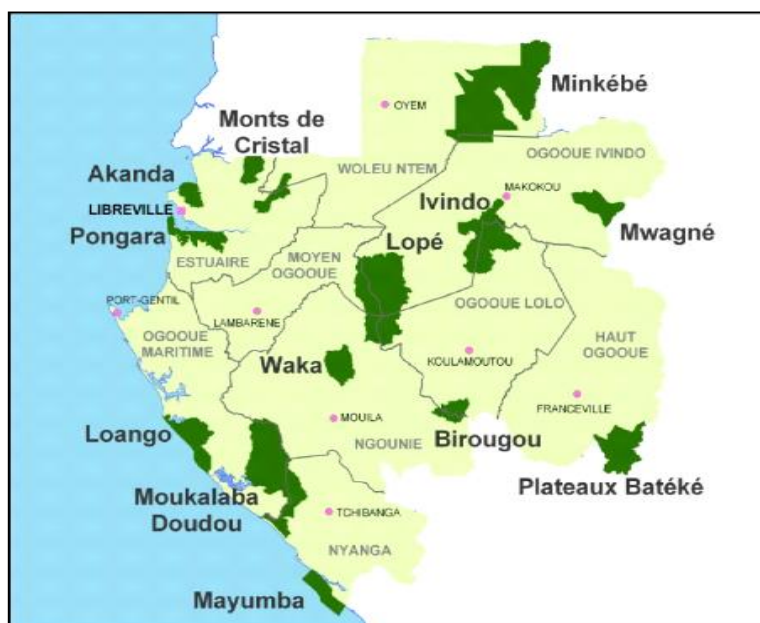 Minkébé
OYEM
Monts de
Cristal
OGOOUE IVINDO
WOLEU NTEM
Akanda
MAKOKOU
Ivindo
LIBREVILLE
Pongara
Mwagné
Lopé
MOYEN
OGOOUE
ESTUAIRE
PORT-GENTIL
OGOOUE LOLO
LAMBARENE
OGOOUE
MARITIME
HAUT
OGOOUE
Waka
KOULAMOUTOU
FRANCEVILLE
MOUILA
Loango
Birougou
NGOUNIE
Plateaux Batéké
Moukalaba
Doudou
TCHIBANGA
NYANGA
Mayumba